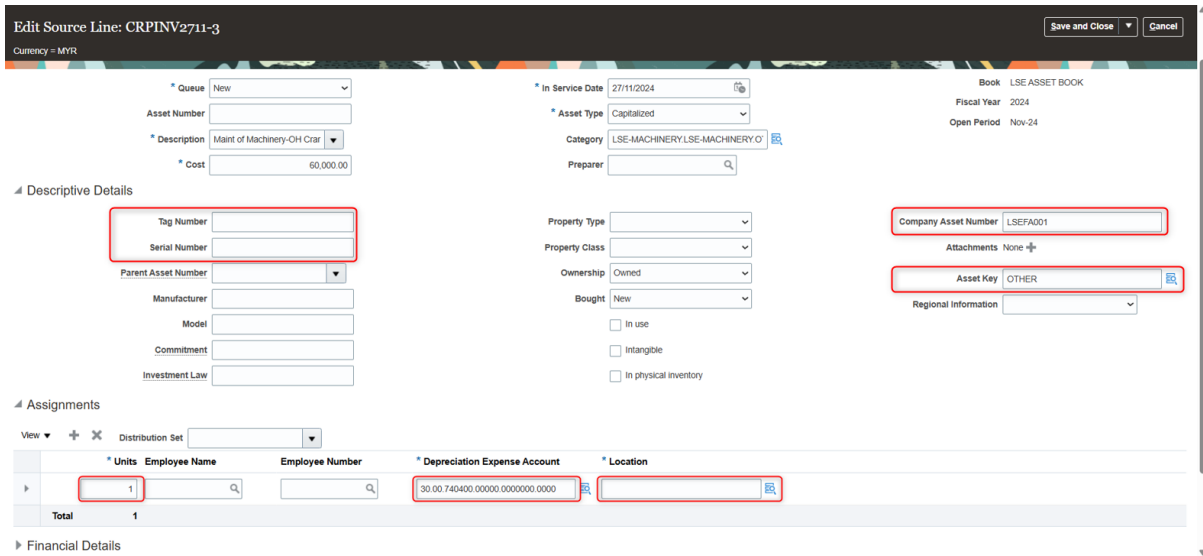 Edit Source Line: CRPINV2711-3
Save and Close
Cancel
Currency = MYR
* Queue New
* In Service Date 27/11/2024
Book LSE ASSET BOOK
Asset Number
* Asset Type Capitalized
Fiscal Year 2024
* Description Maint of Machinery-OH Crar
Category LSE-MACHINERY.LSE-MACHINERY.O
Open Period Nov-24
* Cost 60,000.00
Preparer
Descriptive Details
Tag Number
Property Type
Company Asset Number LSEFA001
Serial Number
Property Class
Attachments None
Parent Asset Number
Ownership Owned
Asset Key OTHER
Manufacturer
Bought New
Regional Information
Model
In use
Commitment
Intangible
Investment Law
In physical inventory
Assignments
View
Distribution Set
* Units Employee Name Employee Number * Depreciation Expense Account * Location
1 30.00.740400.00000.0000000.0000
Total 1
Financial Details